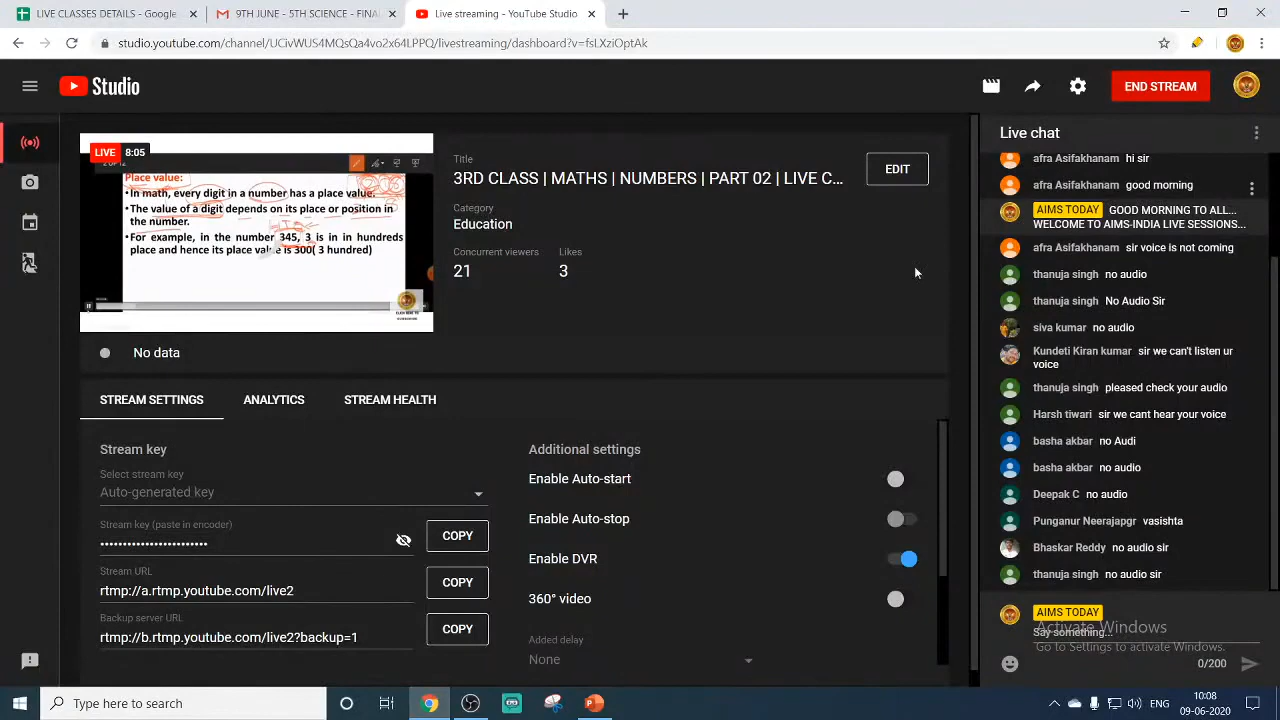 LIVE CLASSES DETAILS - Google
9TH JUNE - 5TH SCIENCE - FINAL
Live streaming - YouTube Studio
studio.youtube.com/channel/UCiWUS4MQsQa4vo2x64LPPQ/livestreaming/dashboard?v=fsLXziOptAk
Studio
END STREAM
LIVE 8:05
Place value:
•In math, every digit in a number has a place value.
•The value of a digit depends on its place or position in
the number.
•For example, in the number 345, 3 is in in hundreds
place and hence its place value is 300( 3 hundred)
Title
3RD CLASS | MATHS | NUMBERS | PART 02 | LIVE C...
EDIT
Category
Education
Concurrent viewers
Likes
21
3
No data
STREAM SETTINGS
ANALYTICS
STREAM HEALTH
Stream key
Select stream key
Auto-generated key
Stream key (paste in encoder)
COPY
Stream URL
rtmp://a.rtmp.youtube.com/live2
COPY
Backup server URL
rtmp://b.rtmp.youtube.com/live2?backup=1
COPY
Additional settings
Enable Auto-start
Enable Auto-stop
Enable DVR
360° video
Added delay
None
Live chat
afra Asifakhanam hi sir
afra Asifakhanam good morning
AIMS TODAY GOOD MORNING TO ALL...
WELCOME TO AIMS-INDIA LIVE SESSIONS...
afra Asifakhanam sir voice is not coming
thanuja singh no audio
thanuja singh No Audio Sir
siva kumar no audio
Kundeti Kiran kumar sir we can't listen ur
voice
thanuja singh pleased check your audio
Harsh tiwari sir we cant hear your voice
basha akbar no Audi
basha akbar no audio
Deepak C no audio
Punganur Neerajapgr vasishta
Bhaskar Reddy no audio sir
thanuja singh no audio sir
AIMS TODAY
Say something...
Activate Windows
Go to Settings to activate Windows.
0/200
Type here to search
ENG
10:08
09-06-2020